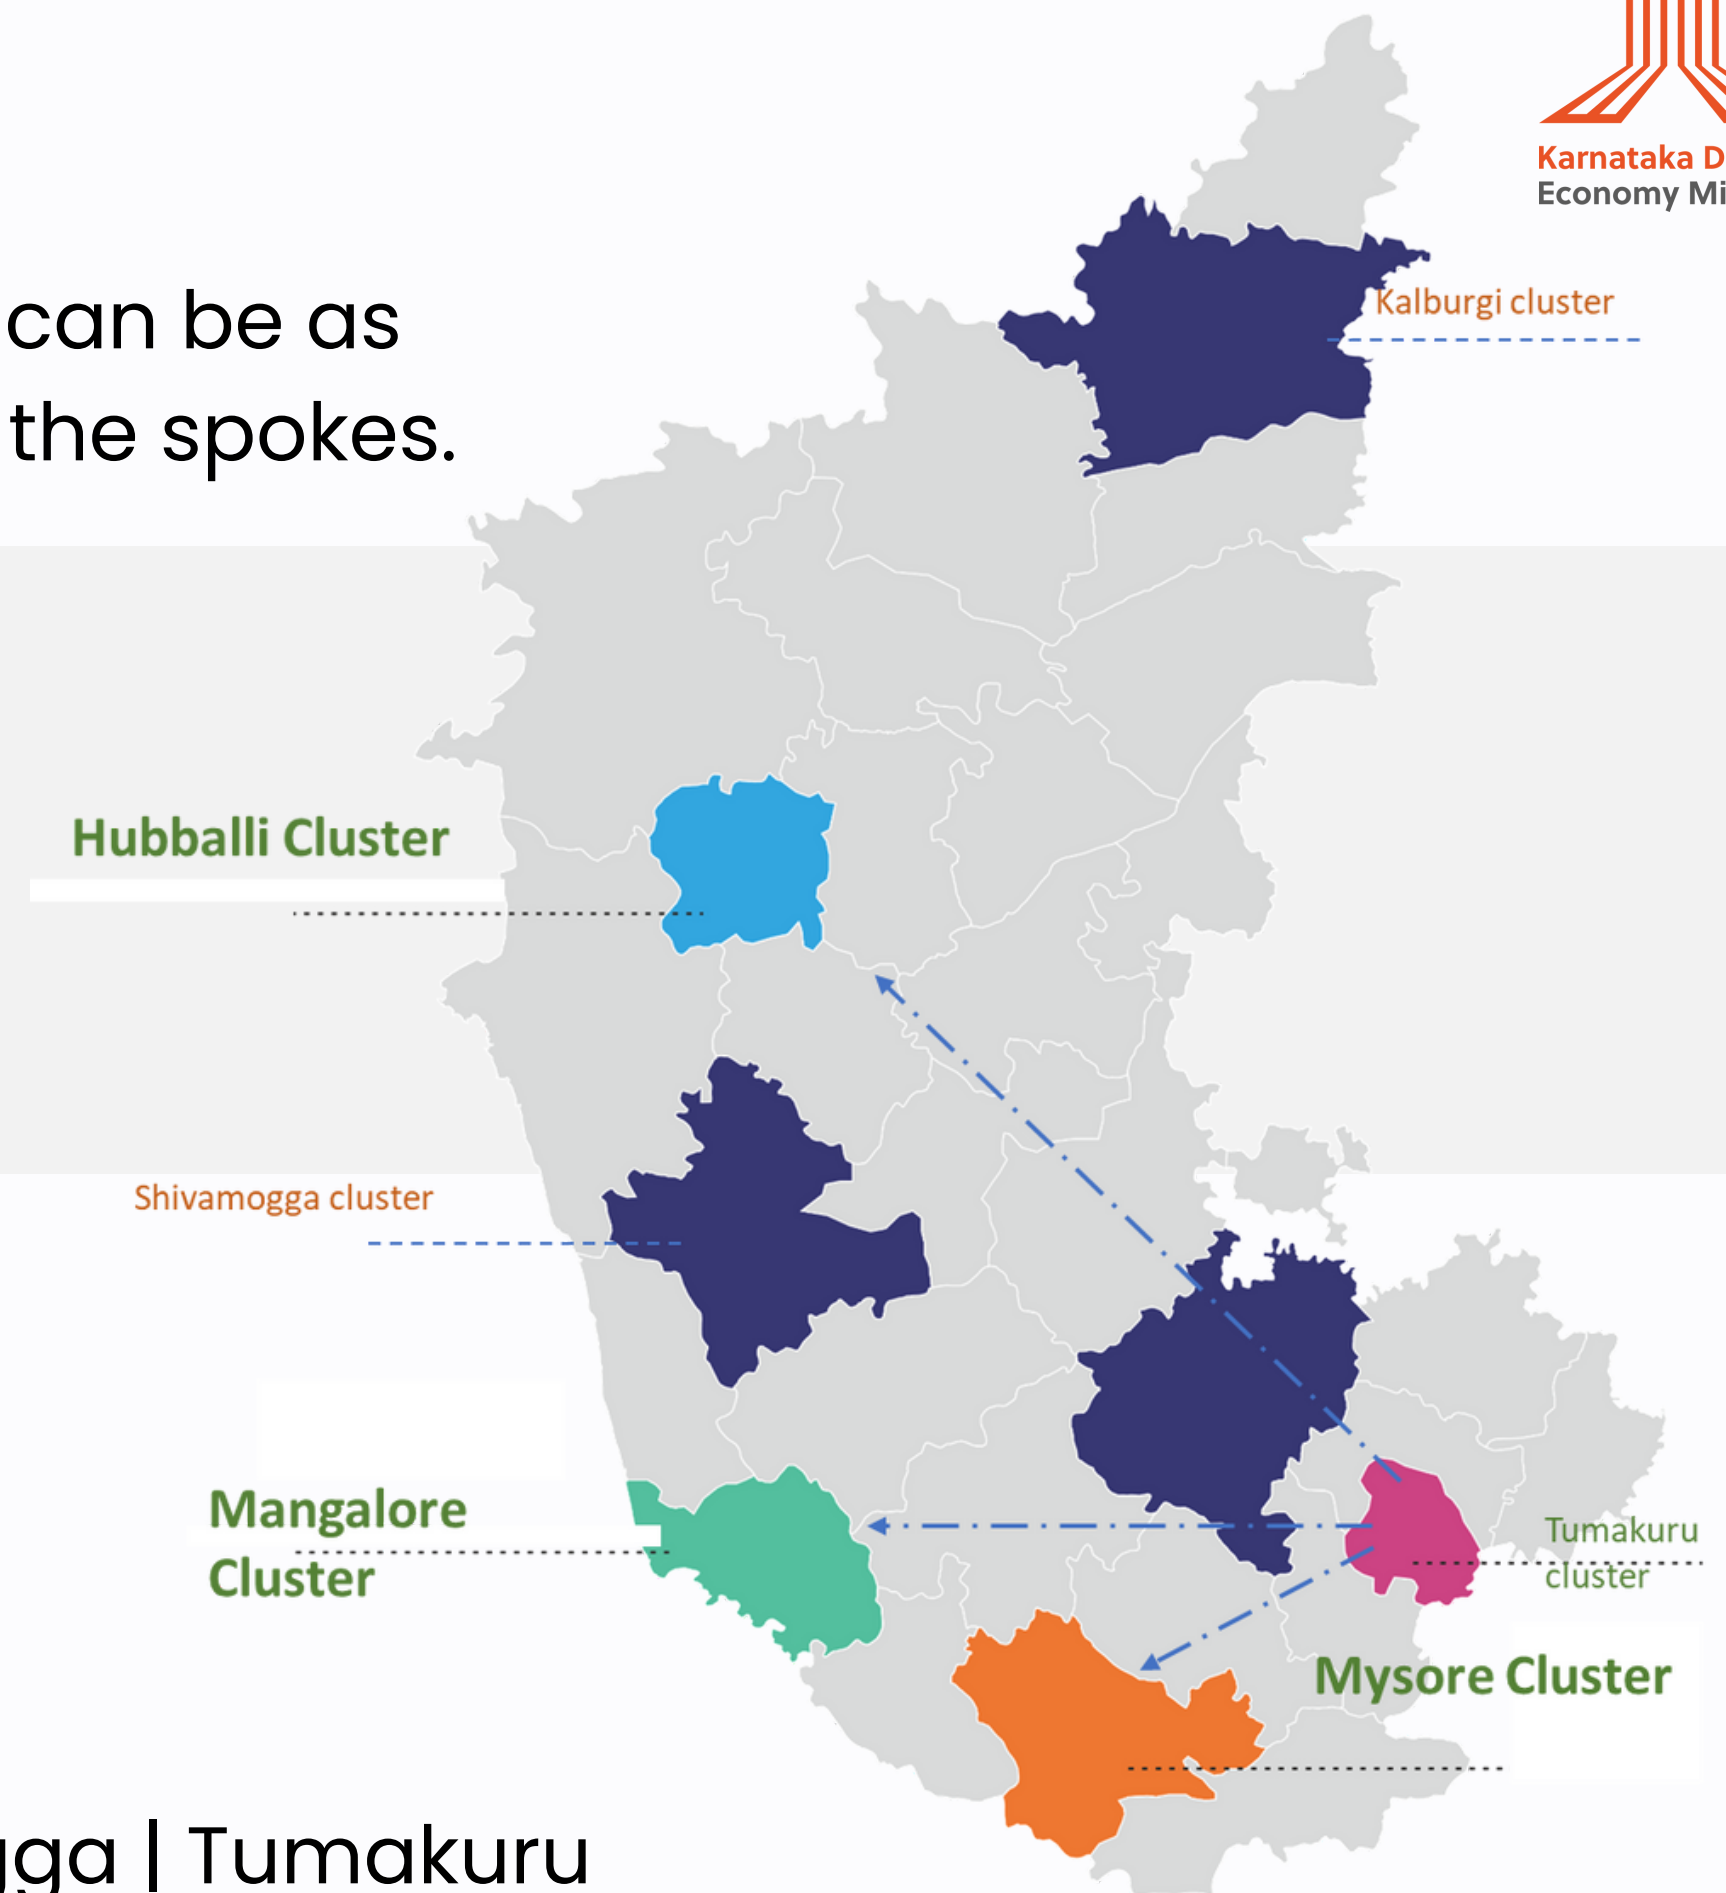 Karnataka D
Economy Mi
Kalburgi cluster
can be as
the spokes.
Hubballi Cluster
Shivamogga cluster
Mangalore
Cluster
Tumakuru
cluster
Mysore Cluster
gga | Tumakuru